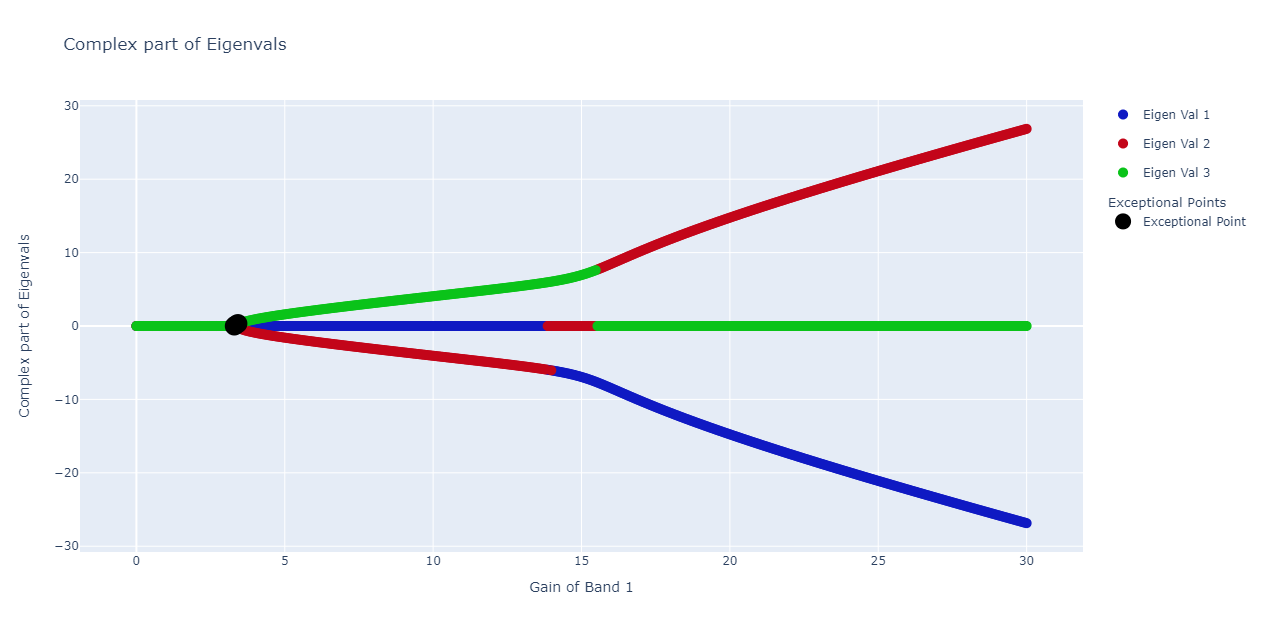 Complex part of Eigenvals
Complex part of Eigenvals
30
20
10
0
−10
−20
−30
0
5
10
15
20
25
30
Gain of Band 1
Eigen Val 1
Eigen Val 2
Eigen Val 3
Exceptional Points
Exceptional Point